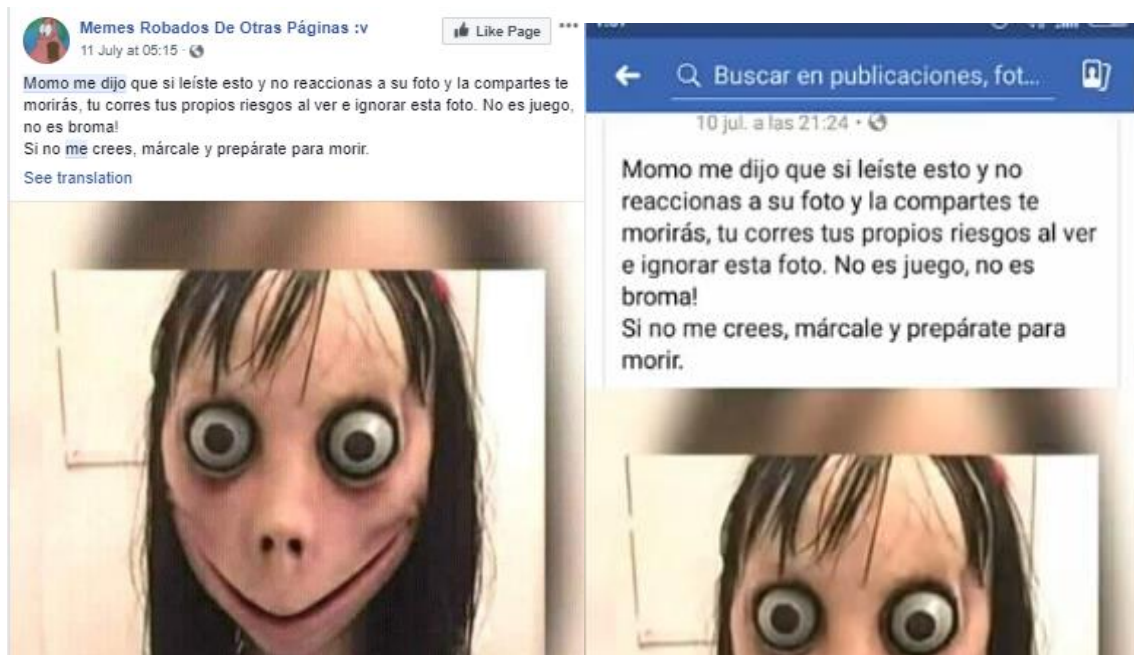 Memes Robados De Otras Páginas :v
Like Page
11 July at 05:15
Momo me dijo que si leíste esto y no reaccionas a su foto y la compartes te
morirás, tu corres tus propios riesgos al ver e ignorar esta foto. No es juego,
no es broma!
Si no me crees, márcale y prepárate para morir.
See translation
Buscar en publicaciones, fot...
10 jul. a las 21:24
Momo me dijo que si leíste esto y no
reaccionas a su foto y la compartes te
morirás, tu corres tus propios riesgos al ver
e ignorar esta foto. No es juego, no es
broma!
Si no me crees, márcale y prepárate para
morir.